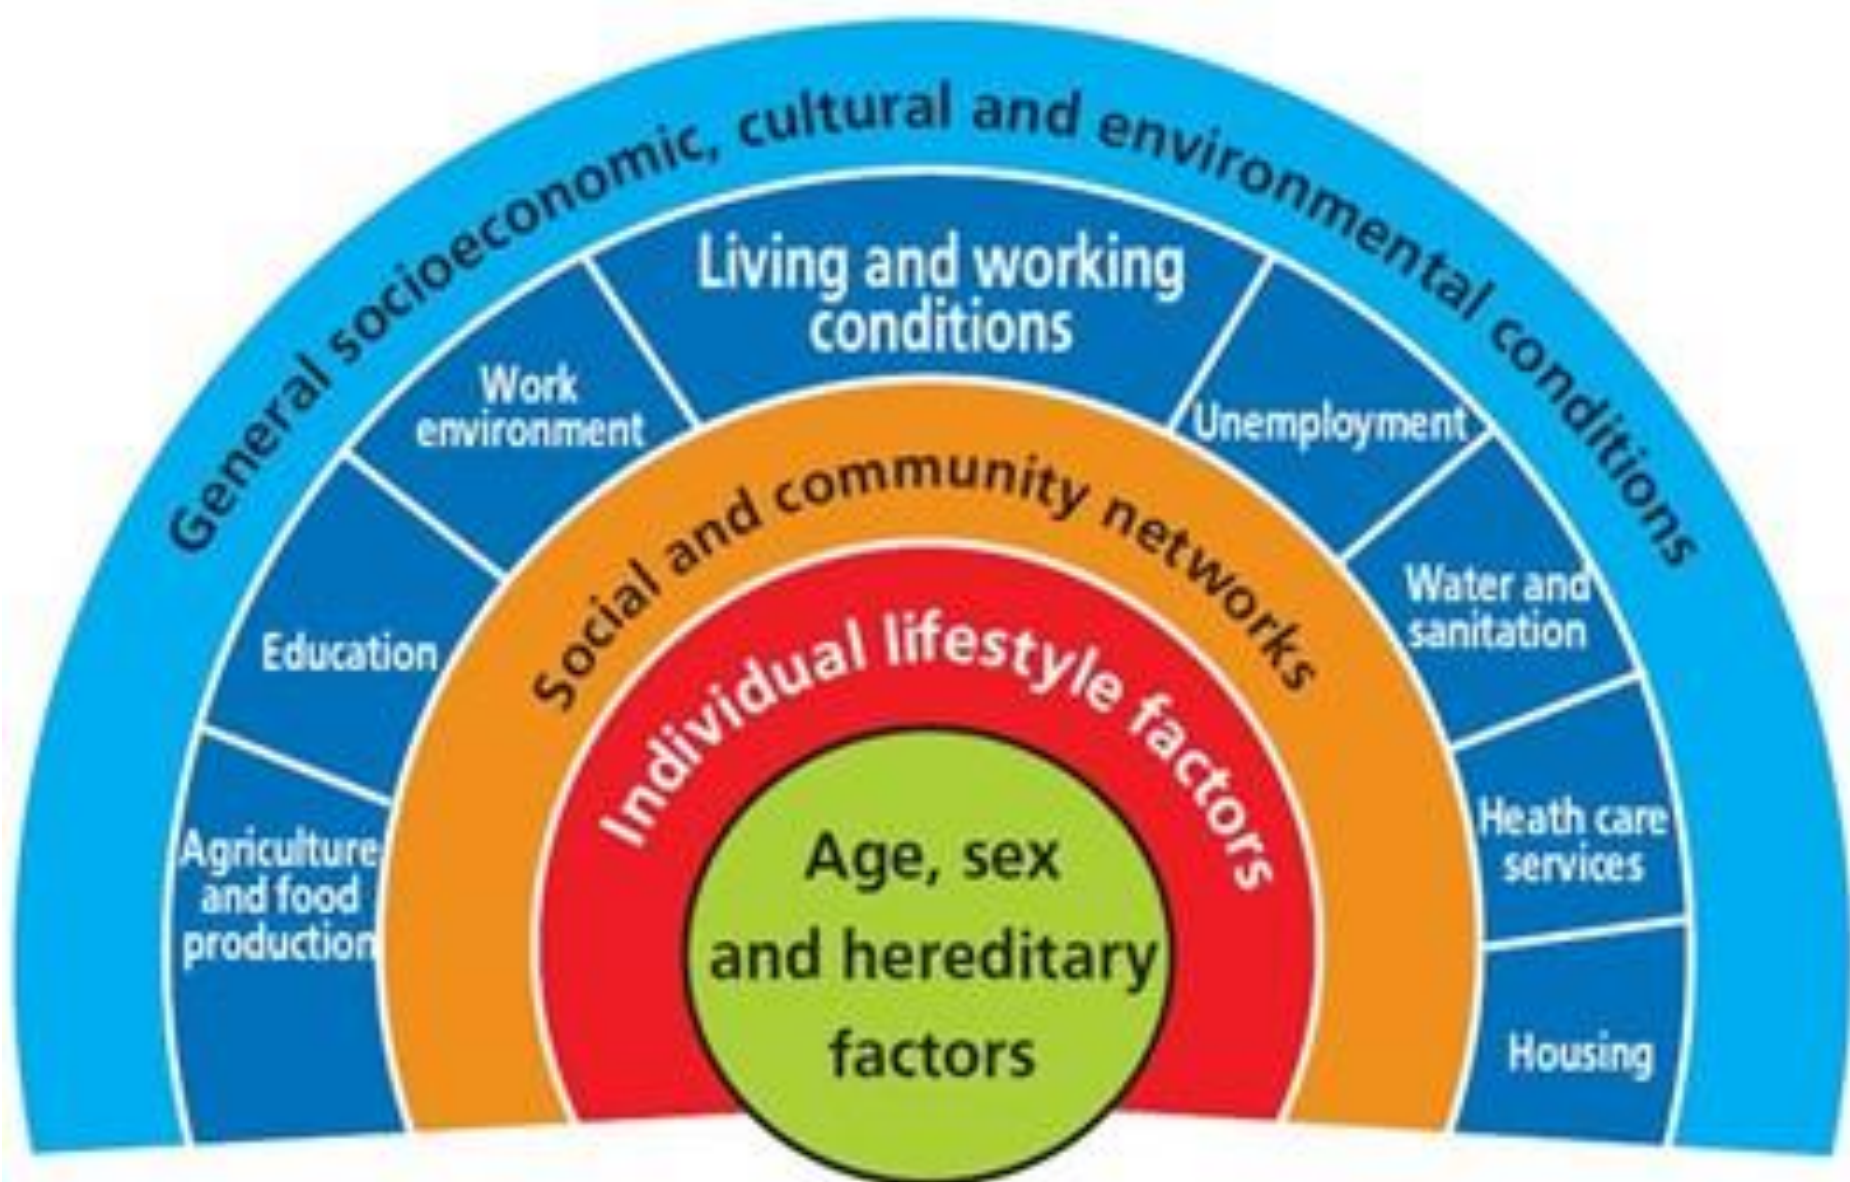 General socioeconomic, cultural and environmental conditions
Living and working
conditions
Work
environment
Unemployment
Education
Water and
sanitation
Agriculture
and food
production
Heath care
services
Housing
Social and community networks
Individual lifestyle factors
Age, sex
and hereditary
factors